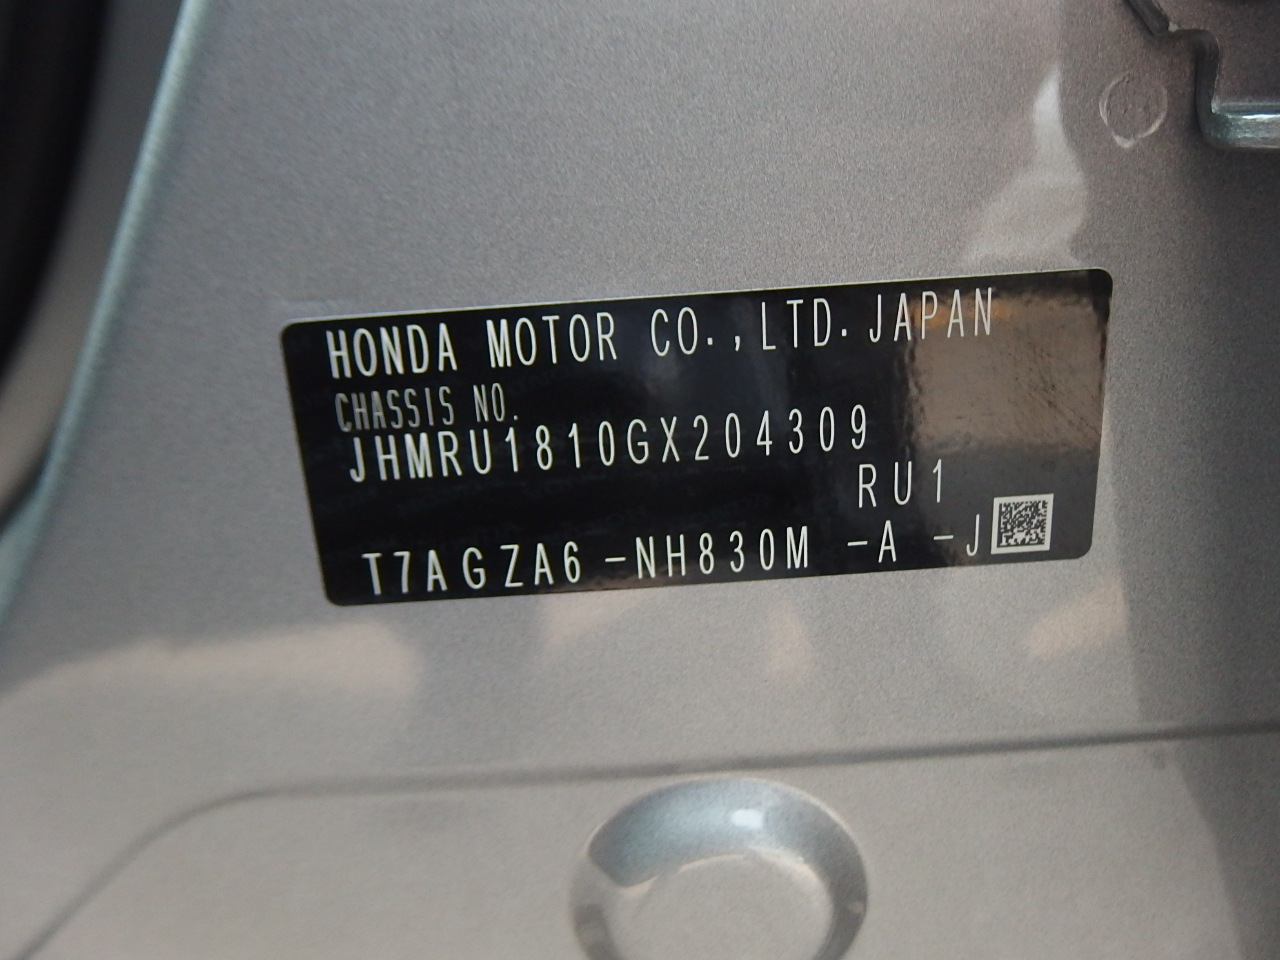 HONDA MOTOR CO.,LTD.JAPAN
CHASSIS NO.
JHMRU1810GX204309
RU1
T7AGZA6 -NH830M -A -J